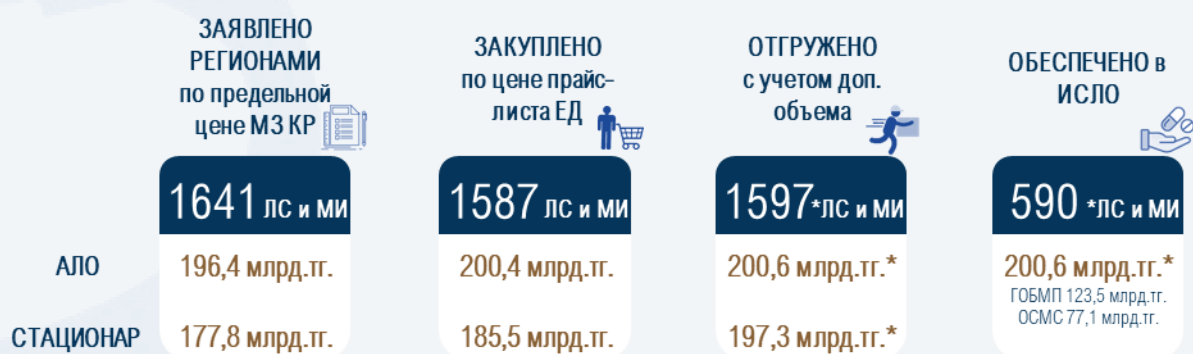 ЗАЯВЛЕНО
РЕГИОНАМИ
по предельной
цене МЗ КР
ЗАКУПЛЕНО
по цене прайс-
листа ЕД
ОТГРУЖЕНО
с учетом доп.
объема
ОБЕСПЕЧЕНО в
ИСЛО
1641 ЛС и МИ
1587 ЛС и МИ
1597*ЛС и МИ
590 *ЛС и МИ
АЛО
196,4 млрд.тг.
200,4 млрд.тг.
200,6 млрд.тг.*
200,6 млрд.тг.*
ГОБМП 123,5 млрд.тг.
ОСМС 77,1 млрд.тг.
СТАЦИОНАР
177,8 млрд.тг.
185,5 млрд.тг.
197,3 млрд.тг.*